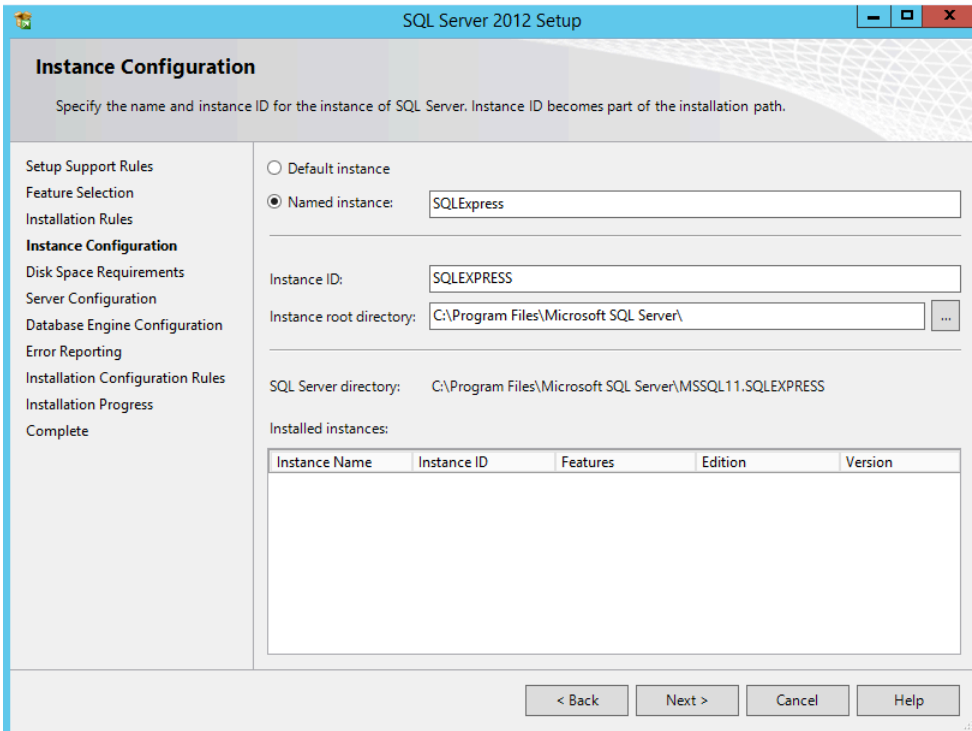 SQL Server 2012 Setup
Instance Configuration
Specify the name and instance ID for the instance of SQL Server. Instance ID becomes part of the installation path.
Setup Support Rules
Feature Selection
Installation Rules
Instance Configuration
Disk Space Requirements
Server Configuration
Database Engine Configuration
Error Reporting
Installation Configuration Rules
Installation Progress
Complete
Default instance
Named instance: SQLExpress
Instance ID: SQLEXPRESS
Instance root directory: C:\Program Files\Microsoft SQL Server\ ...
SQL Server directory: C:\Program Files\Microsoft SQL Server\MSSQL11.SQLEXPRESS
Installed instances:
Instance Name Instance ID Features Edition Version
< Back Next > Cancel Help